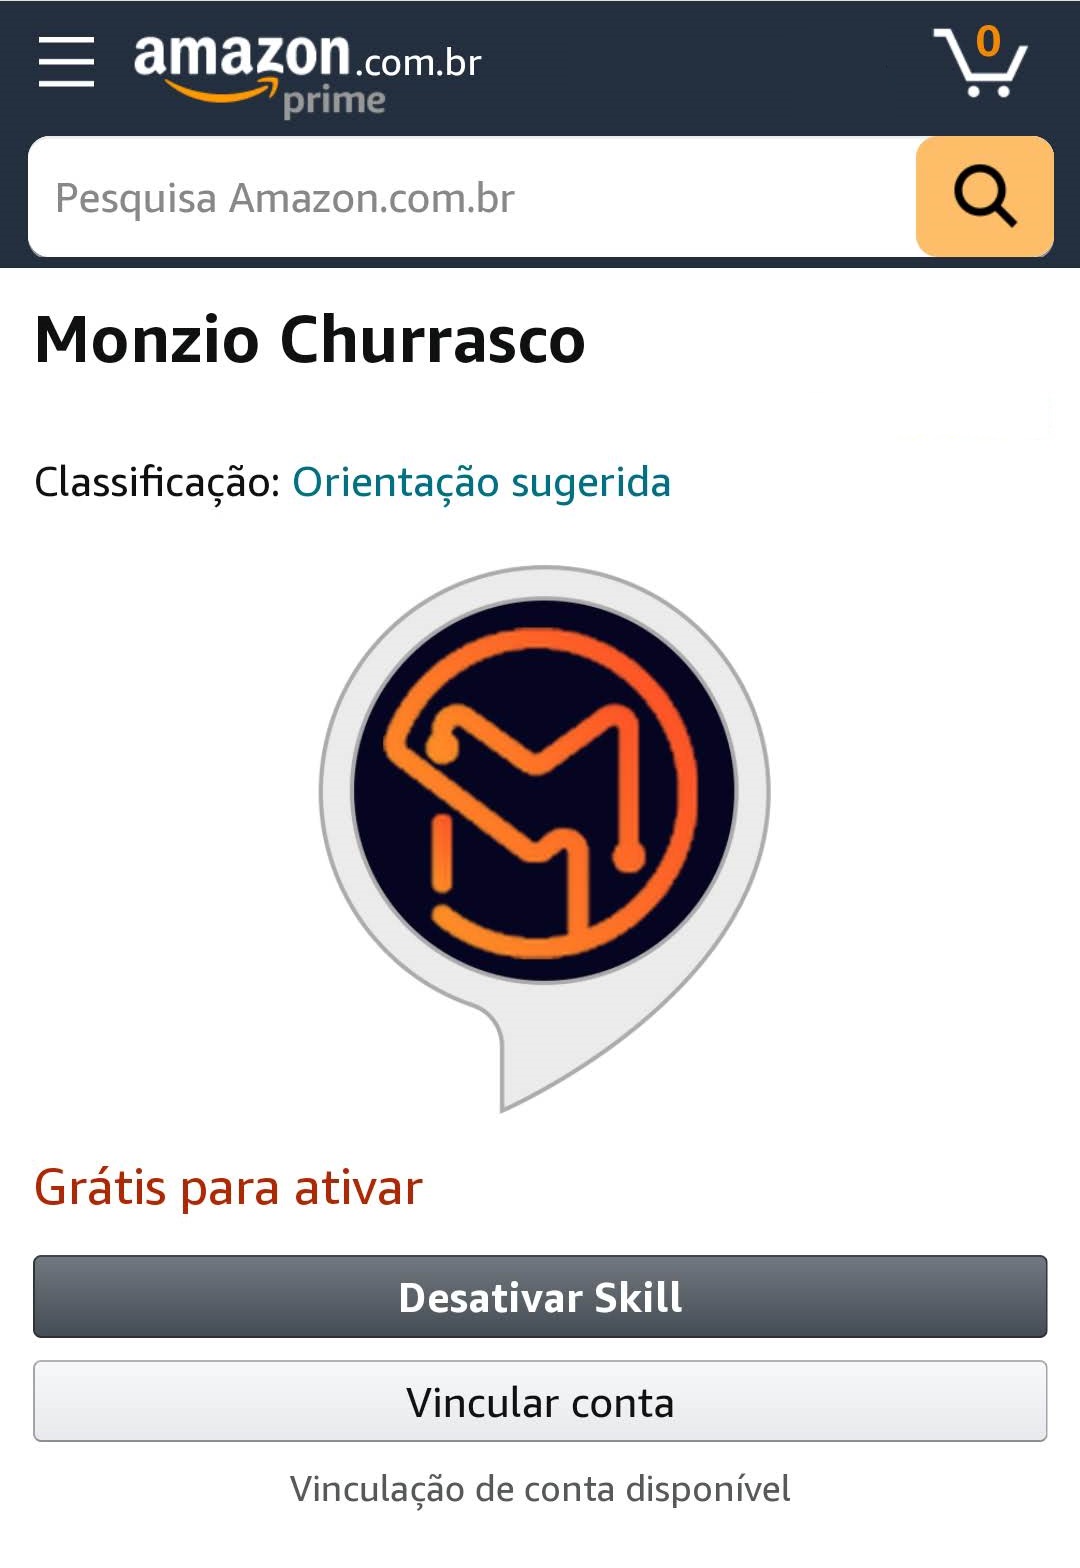 amazon.com.br
prime
0
Pesquisa Amazon.com.br
Monzio Churrasco
Classificação: Orientação sugerida
Grátis para ativar
Desativar Skill
Vincular conta
Vinculação de conta disponível